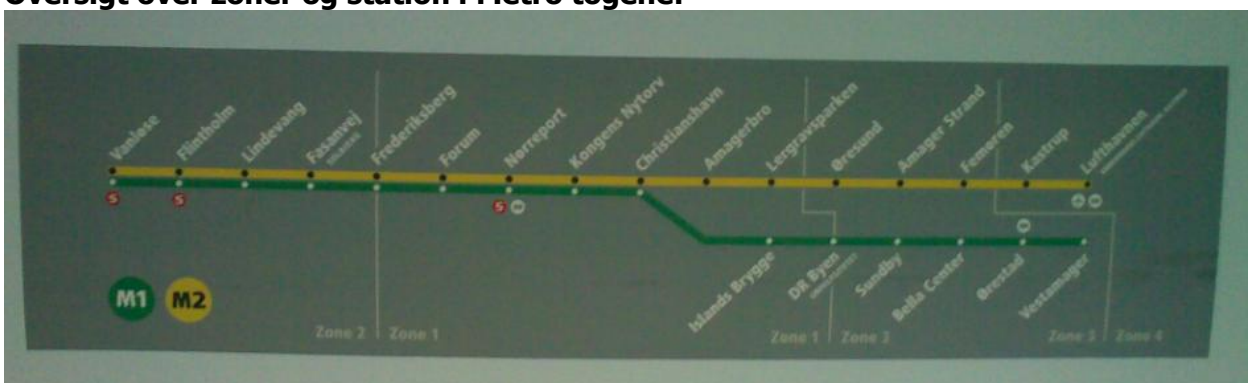 Oversigt over zoner og station i Metro togene:
Vanløse
Flintholm
Lindevang
Fasanvej
Frederiksberg
Forum
Nørreport
Kongens Nytorv
Christianshavn
Amagerbro
Lergravsparken
Øresund
Amager Strand
Femøren
Kastrup
Lufthavnen
S
S
S
Islands Brygge
DR Byen
Sundby
Bella Center
Ørestad
Vestamager
M1 M2
Zone 2 Zone 1
Zone 1 Zone 3
Zone 3 Zone 4